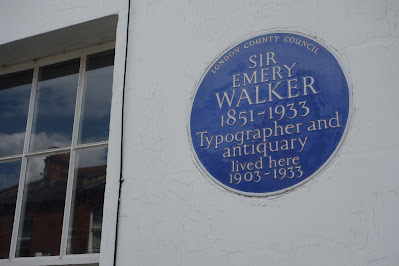 LONDON COUNTY COUNCIL
SIR
EMERY
WALKER
1851-1933
Typographer and
antiquary
lived here
1903-1933